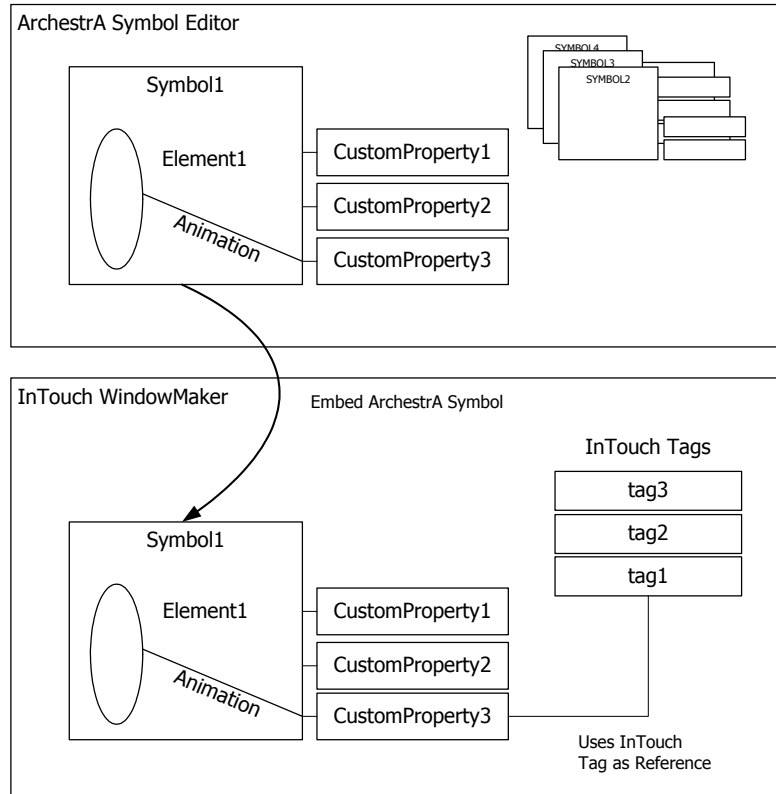 ArchestrA Symbol Editor
SYMBOL4
SYMBOL3
SYMBOL2
Symbol1
Element1
Animation
CustomProperty1
CustomProperty2
CustomProperty3
InTouch WindowMaker
Embed ArchestrA Symbol
InTouch Tags
tag3
tag2
tag1
Symbol1
Element1
Animation
CustomProperty1
CustomProperty2
CustomProperty3
Uses InTouch
Tag as Reference